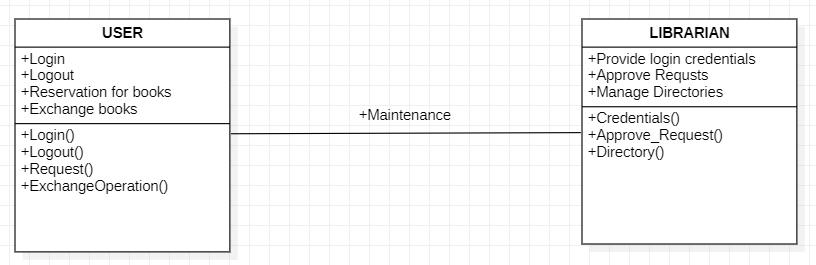 USER
+Login
+Logout
+Reservation for books
+Exchange books
+Login()
+Logout()
+Request()
+ExchangeOperation()
+Maintenance
LIBRARIAN
+Provide login credentials
+Approve Requsts
+Manage Directories
+Credentials()
+Approve_Request()
+Directory()